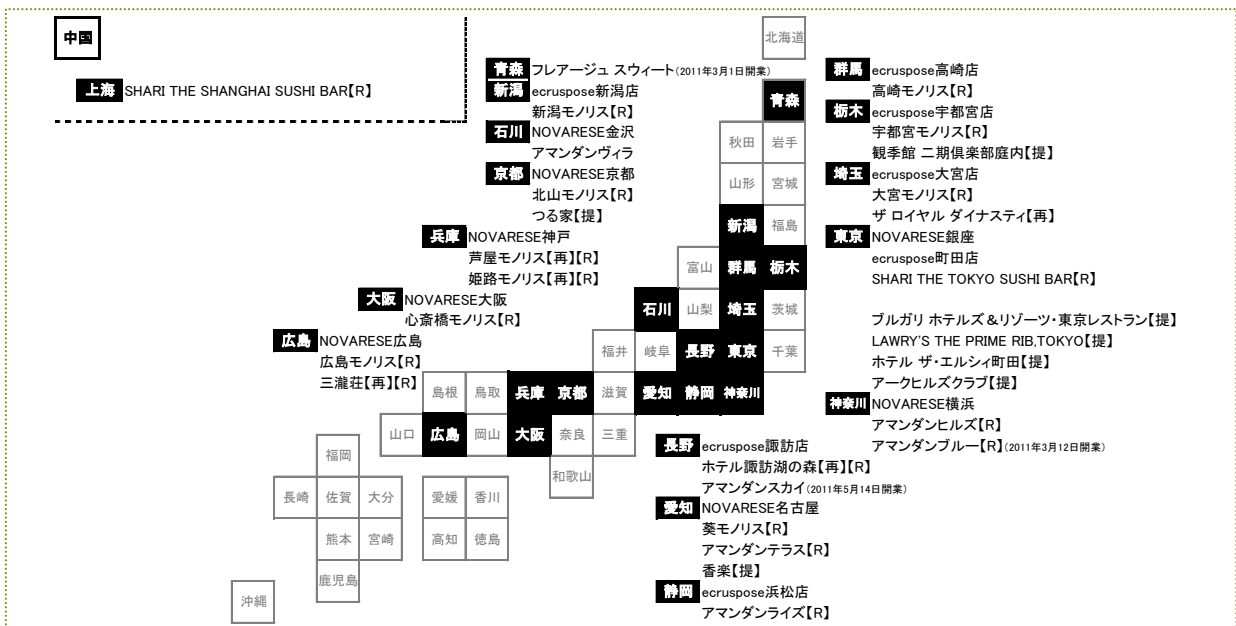 中国
上海 SHARI THE SHANGHAI SUSHI BAR【R】
青森 フレアージュ スウィート(2011年3月1日開業)
新潟 ecruspose新潟店
新潟モノリス【R】
石川 NOVARESE金沢
アマンダンヴィラ
京都 NOVARESE京都
北山モノリス【R】
つる家【提】
兵庫 NOVARESE神戸
芦屋モノリス【再】【R】
姫路モノリス【再】【R】
大阪 NOVARESE大阪
心斎橋モノリス【R】
広島 NOVARESE広島
広島モノリス【R】
三瀧荘【再】【R】
群馬 ecruspose高崎店
高崎モノリス【R】
栃木 ecruspose宇都宮店
宇都宮モノリス【R】
観季館 二期倶楽部庭内【提】
埼玉 ecruspose大宮店
大宮モノリス【R】
ザ ロイヤル ダイナスティ【再】
東京 NOVARESE銀座
ecruspose町田店
SHARI THE TOKYO SUSHI BAR【R】
ブルガリ ホテルズ&リゾーツ・東京レストラン【提】
LAWRY'S THE PRIME RIB,TOKYO【提】
ホテル ザ・エルシィ町田【提】
アークヒルズクラブ【提】
神奈川 NOVARESE横浜
アマンダンヒルズ【R】
アマンダンブルー【R】(2011年3月12日開業)
長野 ecruspose諏訪店
ホテル諏訪湖の森【再】【R】
アマンダンスカイ(2011年5月14日開業)
愛知 NOVARESE名古屋
葵モノリス【R】
アマンダンテラス【R】
香楽【提】
静岡 ecruspose浜松店
アマンダンライズ【R】
北海道
青森
秋田 岩手
山形 宮城
新潟 福島
富山 群馬 栃木
石川 山梨 埼玉 茨城
福井 岐阜 長野 東京 千葉
島根 鳥取 兵庫 京都 滋賀 愛知 静岡 神奈川
山口 広島 岡山 大阪 奈良 三重
和歌山
福岡
長崎 佐賀 大分 愛媛 香川
熊本 宮崎 高知 徳島
鹿児島
沖縄